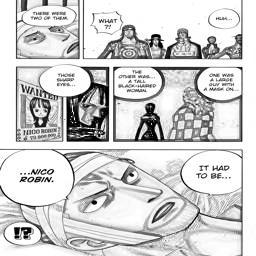 THERE WERE
TWO OF THEM.
WHAT
?!
HUH...
THOSE
SHARP
EYES...
WANTED
NICO ROBIN
THE
OTHER WAS...
A TALL
BLACK-HAIRED
WOMAN.
ONE WAS
A LARGE
GUY WITH
A MASK ON...
...NICO
ROBIN.
IT HAD
TO BE...
!?